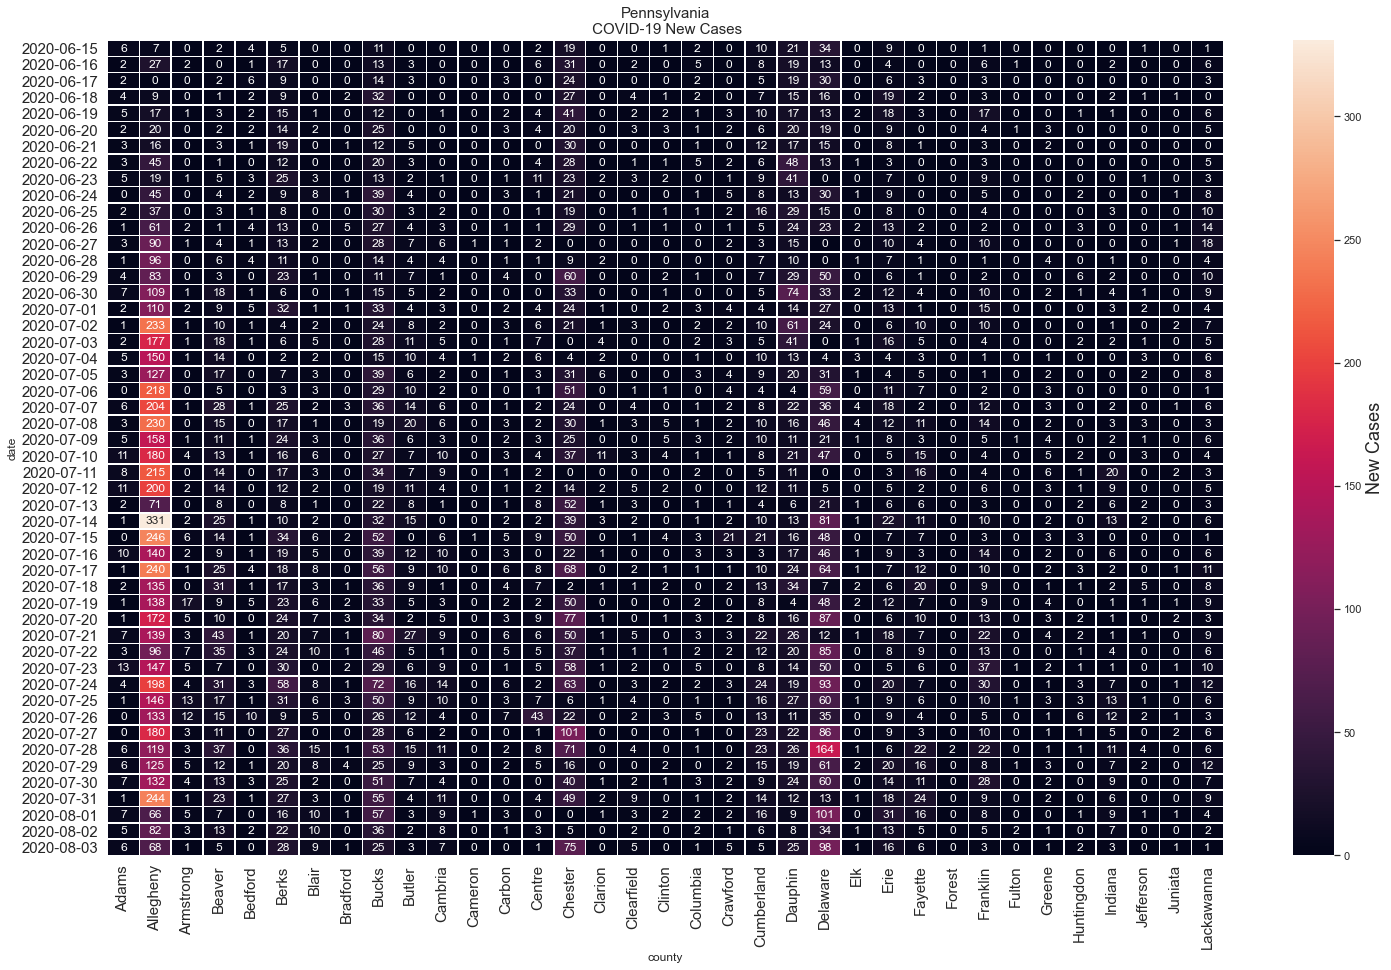 Pennsylvania
COVID-19 New Cases
2020-06-15 6 7 0 2 4 5 0 0 11 0 0 0 0 2 19 0 0 1 2 0 10 21 34 0 9 0 0 1 0 0 0 0 1 0 1
2020-06-16 2 27 2 0 1 17 0 0 13 3 0 0 0 6 31 0 2 0 5 0 8 19 13 0 4 0 0 6 1 0 0 2 0 0 6
2020-06-17 2 0 0 2 6 9 0 0 14 3 0 0 3 0 24 0 0 0 2 0 5 19 30 0 6 3 0 3 0 0 0 0 0 0 3
2020-06-18 4 9 0 1 2 9 0 2 32 0 0 0 0 0 27 0 4 1 2 0 7 15 16 0 19 2 0 3 0 0 0 2 1 1 0
2020-06-19 5 17 1 3 2 15 1 0 12 0 1 0 2 4 41 0 2 2 1 3 10 17 13 2 18 3 0 17 0 0 1 1 0 0 6
2020-06-20 2 20 0 2 2 14 2 0 25 0 0 0 3 4 20 0 3 3 1 2 6 20 19 0 9 0 0 4 1 3 0 0 0 0 5
2020-06-21 3 16 0 3 1 19 0 1 12 5 0 0 0 0 30 0 0 0 1 0 12 17 15 0 8 1 0 3 0 2 0 0 0 0 0
2020-06-22 3 45 0 1 0 12 0 0 20 3 0 0 0 4 28 0 1 1 5 2 6 48 13 1 3 0 0 3 0 0 0 0 0 0 5
2020-06-23 5 19 1 5 3 25 3 0 13 2 1 0 1 11 23 2 3 2 0 1 9 41 0 0 7 0 0 9 0 0 0 0 1 0 3
2020-06-24 0 45 0 4 2 9 8 1 39 4 0 0 3 1 21 0 0 0 1 5 8 13 30 1 9 0 0 5 0 0 2 0 0 1 8
2020-06-25 2 37 0 3 1 8 0 0 30 3 2 0 0 1 19 0 1 1 1 2 16 29 15 0 8 0 0 4 0 0 0 3 0 0 10
2020-06-26 1 61 2 1 4 13 0 5 27 4 3 0 1 1 29 0 1 1 0 1 5 24 23 2 13 2 0 2 0 0 3 0 0 1 14
2020-06-27 3 90 1 4 1 13 2 0 28 7 6 1 1 2 0 0 0 0 0 2 3 15 0 0 10 4 0 10 0 0 0 0 0 1 18
2020-06-28 1 96 0 6 4 11 0 0 14 4 4 0 1 1 9 2 0 0 0 0 7 10 0 1 7 1 0 1 0 4 0 1 0 0 4
2020-06-29 4 83 0 3 0 23 1 0 11 7 1 0 4 0 60 0 0 2 1 0 7 29 50 0 6 1 0 2 0 0 6 2 0 0 10
2020-06-30 7 109 1 18 1 6 0 1 15 5 2 0 0 0 33 0 0 1 0 0 5 74 33 2 12 4 0 10 0 2 1 4 1 0 9
2020-07-01 2 110 2 9 5 32 1 1 33 4 3 0 2 4 24 1 0 2 3 4 4 14 27 0 13 1 0 15 0 0 0 3 2 0 4
2020-07-02 1 233 1 10 1 4 2 0 24 8 2 0 3 6 21 1 3 0 2 2 10 61 24 0 6 10 0 10 0 0 0 1 0 2 7
2020-07-03 2 177 1 18 1 6 5 0 28 11 5 0 1 7 0 4 0 0 2 3 5 41 0 1 16 5 0 4 0 0 2 2 1 0 5
2020-07-04 5 150 1 14 0 2 2 0 15 10 4 1 2 6 4 2 0 0 1 0 10 13 4 3 4 3 0 1 0 1 0 0 3 0 6
2020-07-05 3 127 0 17 0 7 3 0 39 6 2 0 1 3 31 6 0 0 3 4 9 20 31 1 4 5 0 1 0 3 0 0 2 0 8
2020-07-06 0 218 0 5 0 3 3 0 29 10 2 0 0 1 51 0 1 1 0 4 4 4 59 0 11 7 0 2 0 3 0 0 0 0 1
2020-07-07 6 204 1 28 1 25 2 3 36 14 6 0 1 2 24 0 4 0 1 2 8 22 36 4 18 2 0 12 0 3 0 2 0 1 6
2020-07-08 3 230 0 15 0 17 1 0 19 20 6 0 3 2 30 1 3 5 1 2 10 16 46 4 12 11 0 14 0 2 0 3 3 0 3
2020-07-09 5 158 1 11 1 24 3 0 36 6 3 0 2 3 25 0 0 5 3 2 10 11 21 1 8 3 0 5 1 4 0 2 1 0 6
2020-07-10 11 180 4 13 1 16 6 0 27 7 10 0 3 4 37 11 3 4 1 1 8 21 47 0 5 15 0 4 0 5 2 0 3 0 4
2020-07-11 8 215 0 14 0 17 3 0 34 7 9 0 1 2 0 0 0 0 2 0 5 11 0 0 3 16 0 4 0 6 1 20 0 2 3
2020-07-12 11 200 2 14 0 12 2 0 19 11 4 0 1 2 14 2 5 2 0 0 12 11 5 0 5 2 0 6 0 3 1 9 0 0 5
2020-07-13 2 71 0 8 0 8 1 0 22 8 1 0 1 8 52 1 3 0 1 1 4 6 21 1 6 6 0 3 0 0 2 6 2 0 3
2020-07-14 1 331 2 25 1 10 2 0 32 15 0 0 2 2 39 3 2 0 1 2 10 13 81 0 22 11 0 10 0 2 0 13 2 0 6
2020-07-15 0 246 6 14 1 34 6 2 52 0 6 1 5 9 50 0 1 4 3 21 21 16 48 0 7 7 0 3 0 3 4 3 0 0 1
2020-07-16 10 140 2 9 1 19 5 0 39 12 10 0 3 0 22 1 0 0 3 3 3 17 46 1 9 3 0 14 0 2 0 6 0 0 6
2020-07-17 1 240 1 25 4 18 8 0 56 9 10 0 6 8 68 0 2 1 1 1 10 24 64 1 7 12 0 10 0 2 2 3 0 1 11
2020-07-18 2 135 0 31 1 17 3 1 36 9 1 0 4 7 2 1 1 2 0 2 13 34 7 2 6 20 0 9 0 1 1 2 5 0 8
2020-07-19 1 138 17 9 5 23 6 2 33 5 3 0 2 2 50 0 0 0 2 0 8 4 48 2 12 7 0 9 0 4 0 1 1 1 9
2020-07-20 1 172 5 10 0 24 7 3 34 2 5 0 3 9 77 1 0 1 3 2 8 16 87 0 6 10 0 13 0 3 2 1 0 2 3
2020-07-21 7 139 3 43 1 20 7 1 80 27 9 0 6 6 50 1 5 0 3 3 22 26 12 1 18 7 0 22 0 4 2 1 1 0 9
2020-07-22 3 96 7 35 3 24 10 1 46 5 1 0 5 5 37 1 1 1 2 2 12 20 85 0 8 9 0 13 0 0 1 4 0 0 6
2020-07-23 13 147 5 7 0 30 0 2 29 6 9 0 1 5 58 1 2 0 5 0 8 14 50 0 5 6 0 37 1 2 1 1 0 1 10
2020-07-24 4 198 4 31 3 58 8 1 72 16 14 0 6 2 63 0 3 2 2 3 24 19 93 0 20 7 0 30 0 1 3 7 0 1 12
2020-07-25 1 146 13 17 1 31 6 3 50 9 10 0 3 7 6 1 4 0 1 1 16 27 60 1 9 6 0 10 1 3 3 13 1 0 6
2020-07-26 0 133 12 15 10 9 5 0 26 12 4 0 7 43 22 0 2 3 5 0 13 11 35 0 9 4 0 5 0 1 6 12 2 1 3
2020-07-27 0 180 3 11 0 27 0 0 28 6 2 0 0 1 101 0 0 0 1 0 23 22 86 0 9 3 0 10 0 1 1 5 0 2 6
2020-07-28 6 119 3 37 0 36 15 1 53 15 11 0 2 8 71 0 4 0 1 0 23 26 164 1 6 22 2 22 0 1 1 11 4 0 6
2020-07-29 6 125 5 12 1 20 8 4 25 9 3 0 2 5 16 0 0 2 0 2 15 19 61 2 20 16 0 8 1 3 0 7 2 0 12
2020-07-30 7 132 4 13 3 25 2 0 51 7 4 0 0 0 40 1 2 1 3 2 9 24 60 0 14 11 0 28 0 2 0 9 0 0 7
2020-07-31 1 244 1 23 1 27 3 0 55 4 11 0 0 4 49 2 9 0 1 2 14 12 13 1 18 24 0 9 0 2 0 6 0 0 9
2020-08-01 7 66 5 7 0 16 10 1 57 3 9 1 3 0 0 1 3 2 2 2 16 9 101 0 31 16 0 8 0 0 1 9 1 1 4
2020-08-02 5 82 3 13 2 22 10 0 36 2 8 0 1 3 5 0 2 0 2 1 6 8 34 1 13 5 0 5 2 1 0 7 0 0 2
2020-08-03 6 68 1 5 0 28 9 1 25 3 7 0 0 1 75 0 5 0 1 5 5 25 98 1 16 6 0 3 0 1 2 3 0 1 1
Adams Allegheny Armstrong Beaver Bedford Berks Blair Bradford Bucks Butler Cambria Cameron Carbon Centre Chester Clarion Clearfield Clinton Columbia Crawford Cumberland Dauphin Delaware Elk Erie Fayette Forest Franklin Fulton Greene Huntingdon Indiana Jefferson Juniata Lackawanna
county
date
300
250
200
150
100
50
0
New Cases